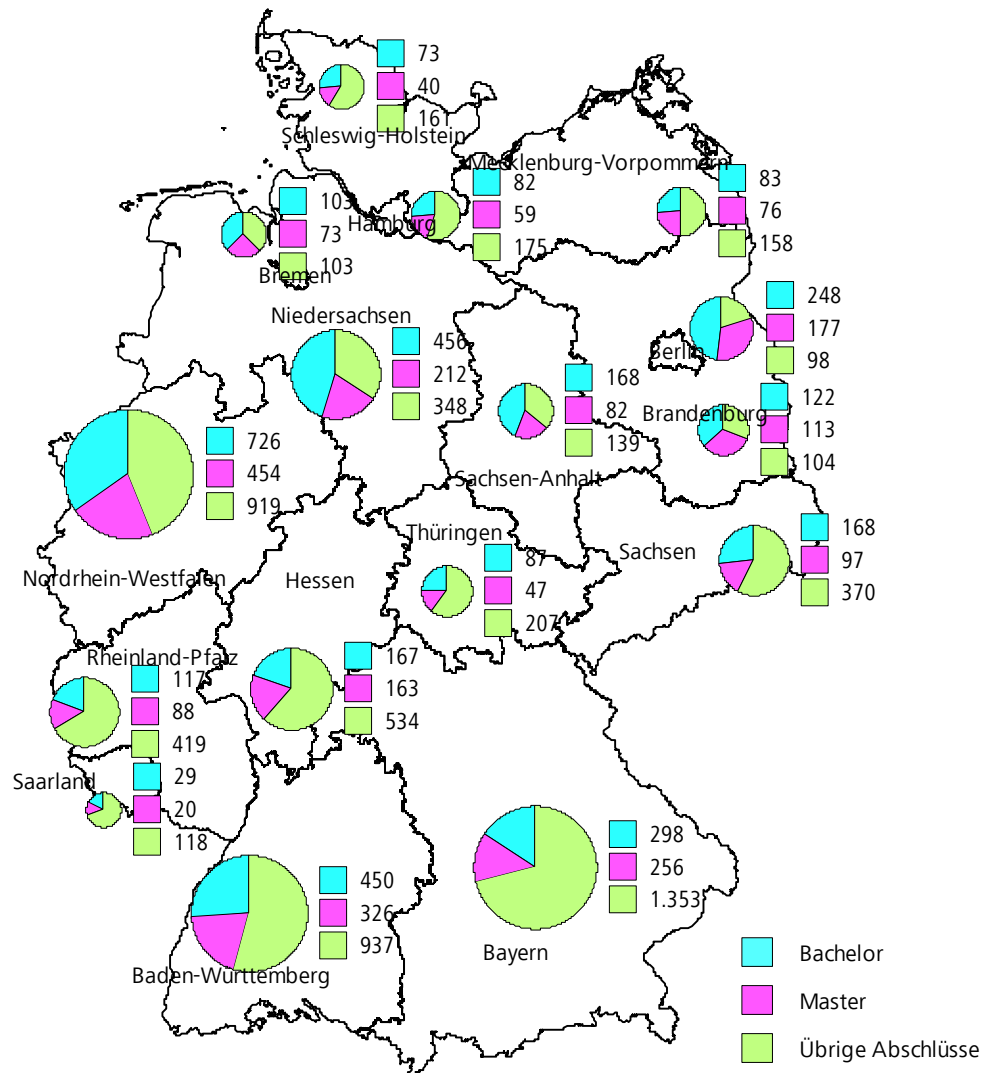 73
40
161
Schleswig-Holstein
Mecklenburg-Vorpommern
83
76
158
82
59
175
Hamburg
103
73
103
Bremen
248
177
98
Berlin
Niedersachsen
456
212
348
168
82
139
Sachsen-Anhalt
Brandenburg
122
113
104
726
454
919
Nordrhein-Westfalen
Hessen
Thüringen
87
47
207
Sachsen
168
97
370
Rheinland-Pfalz
117
88
419
167
163
534
Saarland
29
20
118
450
326
937
Baden-Württemberg
298
256
1.353
Bayern
Bachelor
Master
Übrige Abschlüsse